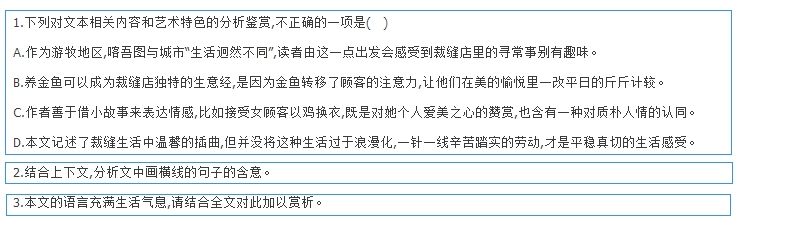 1.下列对文本相关内容和艺术特色的分析鉴赏,不正确的一项是( )
A.作为游牧地区,喀吾图与城市“生活迥然不同”,读者由这一点出发会感受到裁缝店里的寻常事别有趣味。
B.养金鱼可以成为裁缝店独特的生意经,是因为金鱼转移了顾客的注意力,让他们在美的愉悦里一改平日的斤斤计较。
C.作者善于借小故事来表达情感,比如接受女顾客以鸡换衣,既是对她个人爱美之心的赞赏,也含有一种对质朴人情的认同。
D.本文记述了裁缝生活中温馨的插曲,但并没将这种生活过于浪漫化,一针一线辛苦踏实的劳动,才是平稳真切的生活感受。
2.结合上下文,分析文中画横线的句子的含意。
3.本文的语言充满生活气息,请结合全文对此加以赏析。